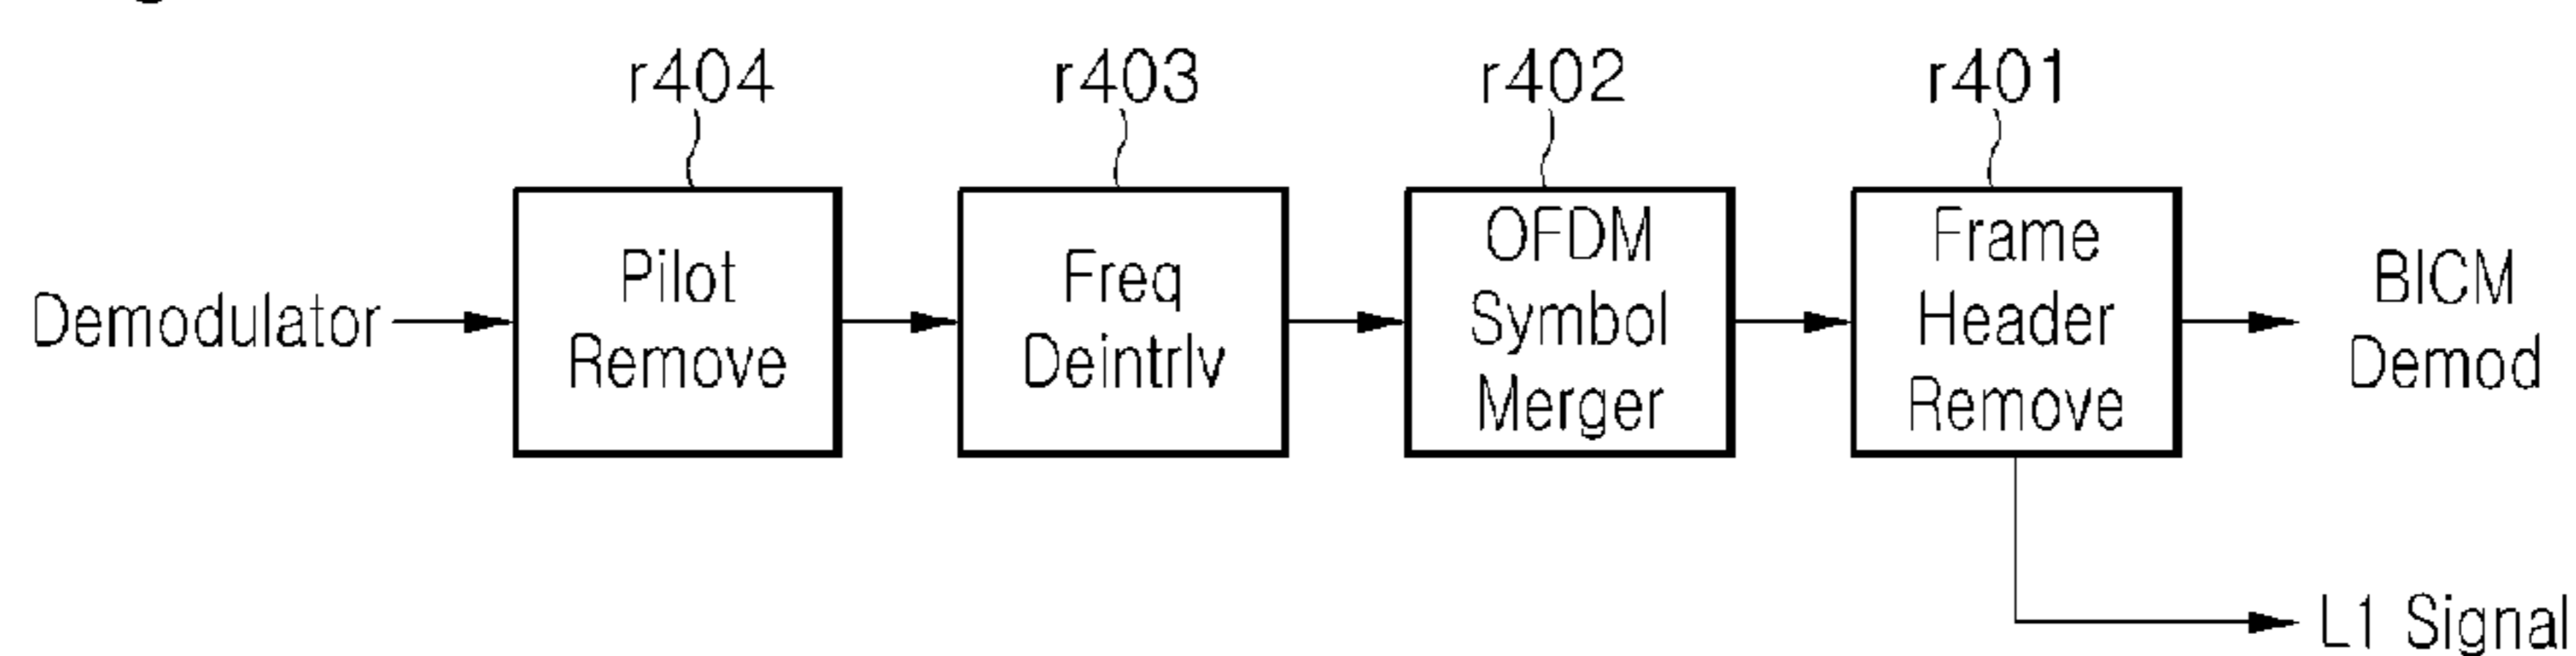 r404
r403
r402
r401
Demodulator
Pilot
Remove
Freq
Deintrlv
OFDM
Symbol
Merger
Frame
Header
Remove
BICM
Demod
L1 Signal